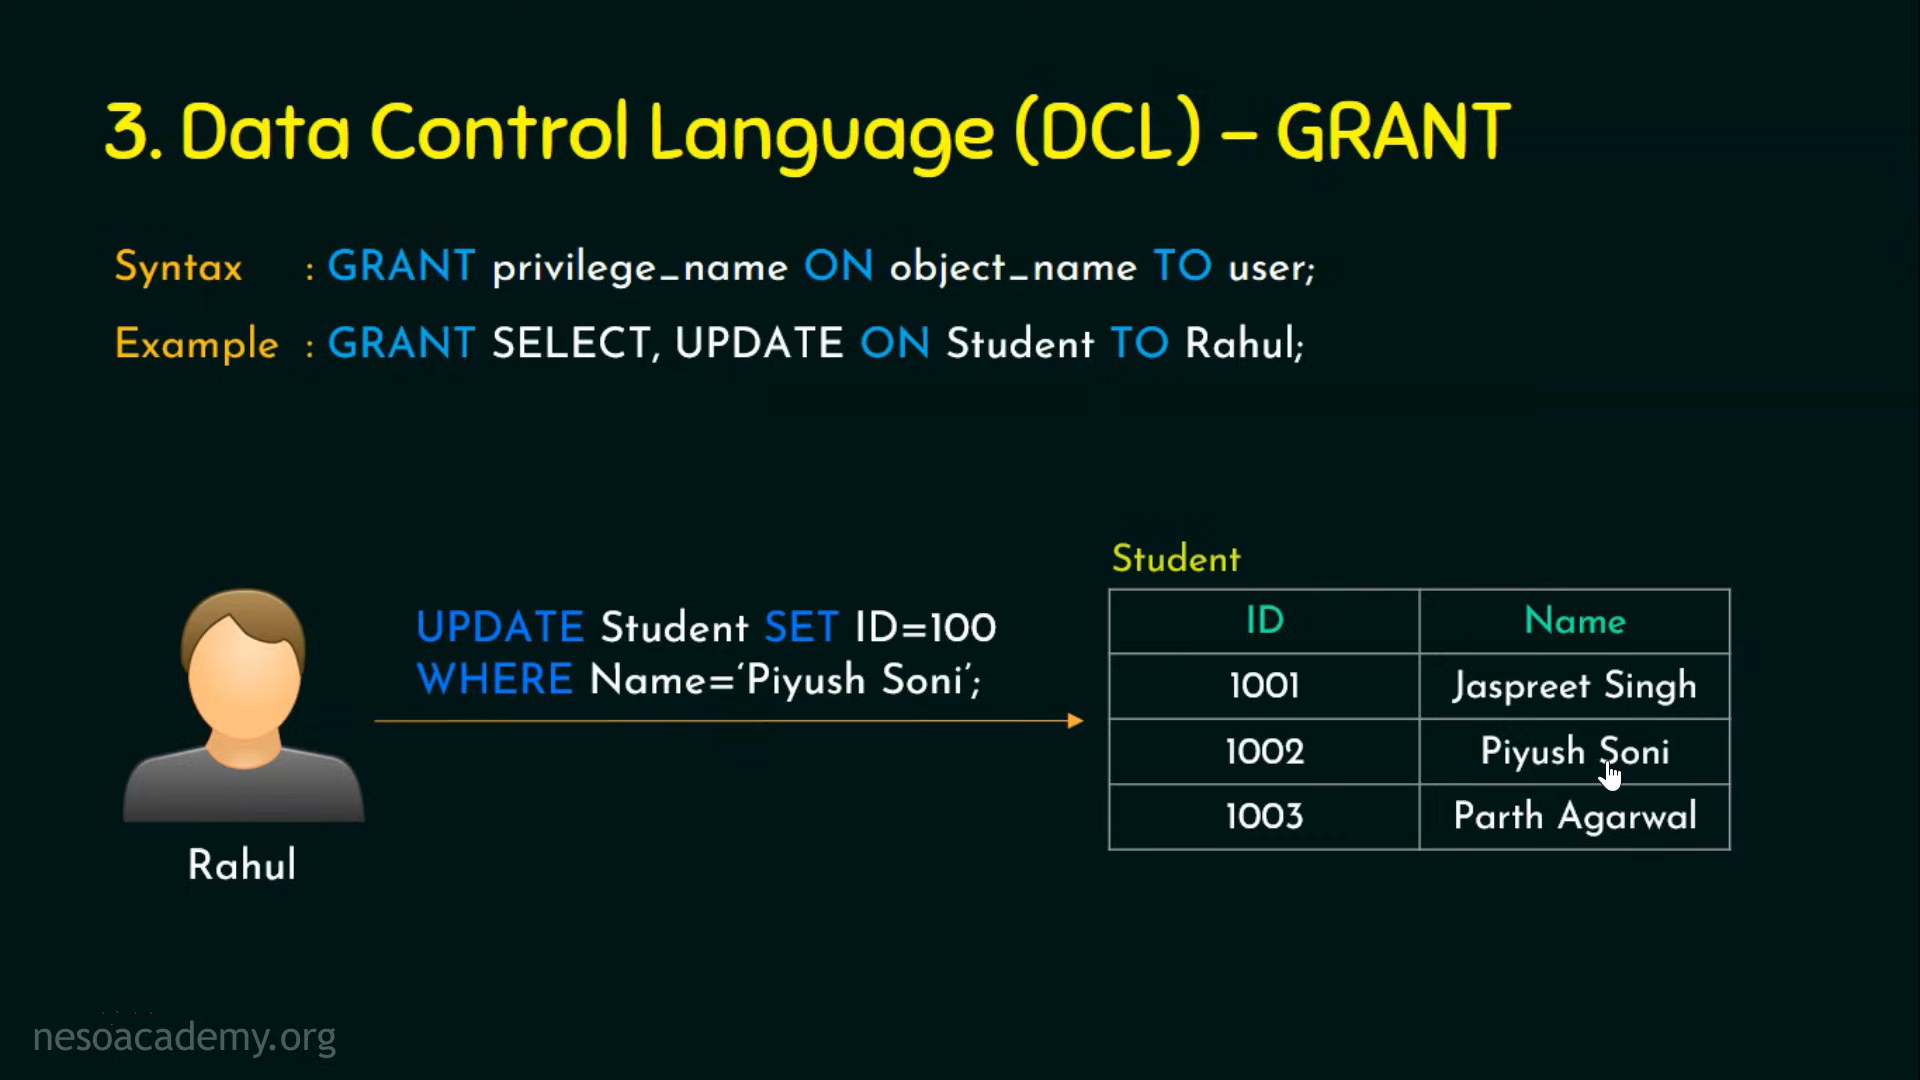 3. Data Control Language (DCL) – GRANT
Syntax : GRANT privilege_name ON object_name TO user;
Example : GRANT SELECT, UPDATE ON Student TO Rahul;
UPDATE Student SET ID=100
WHERE Name=‘Piyush Soni’;
Rahul
Student
ID Name
1001 Jaspreet Singh
1002 Piyush Soni
1003 Parth Agarwal
nesoacademy.org